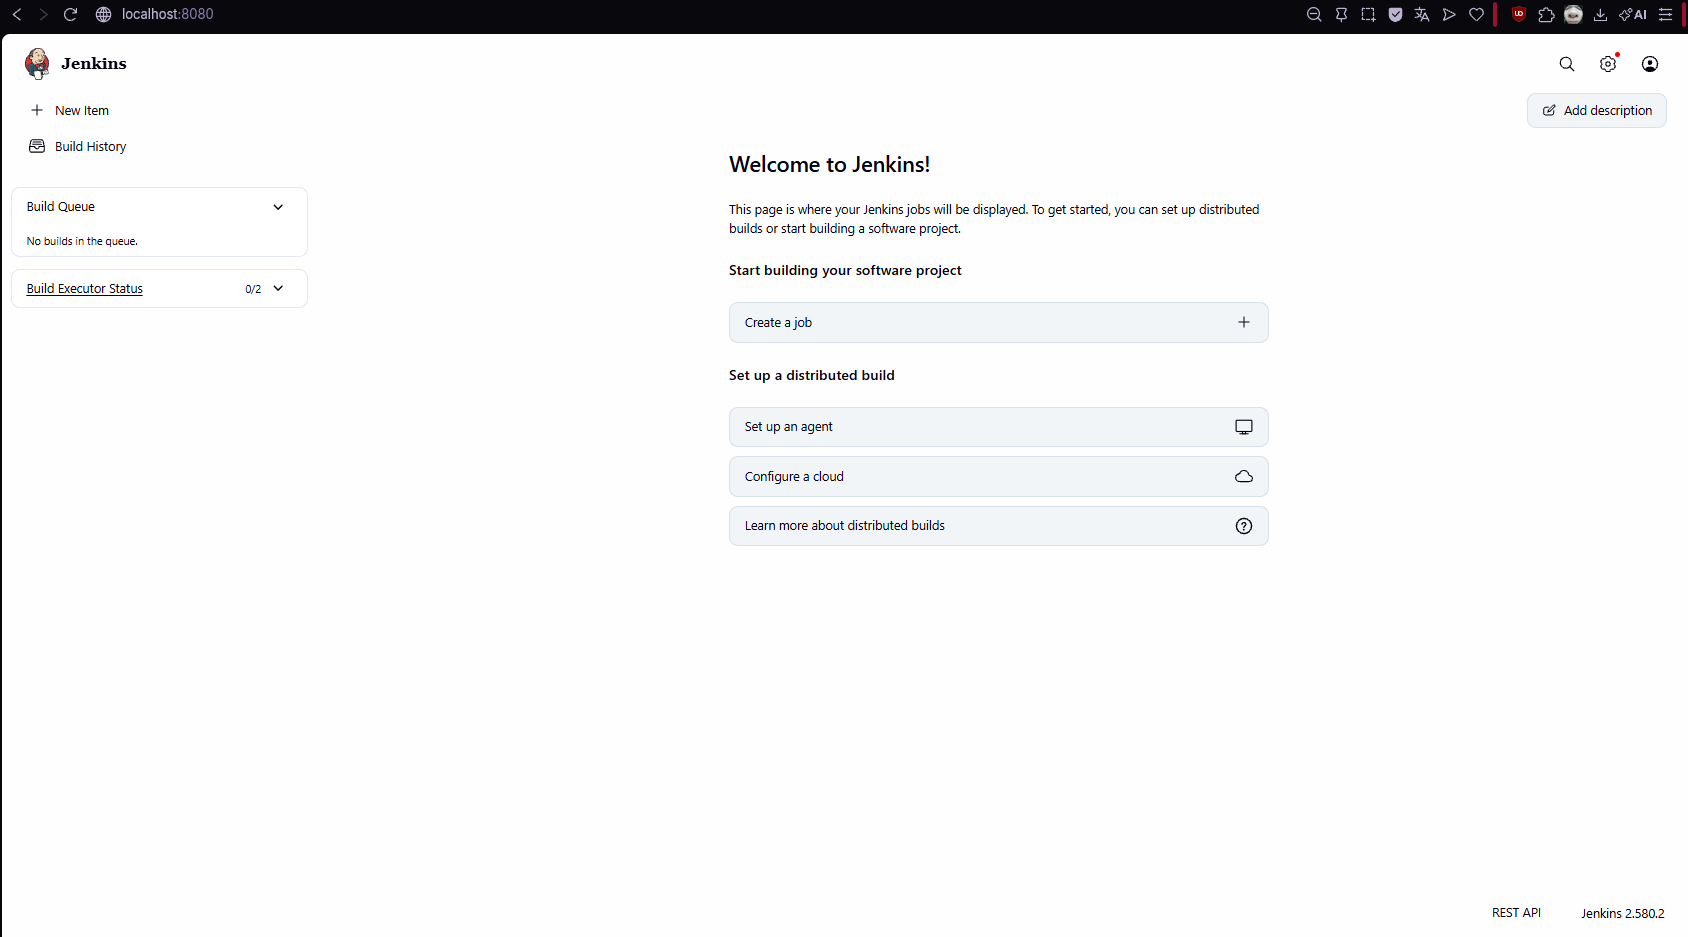 localhost:8080
AI
Jenkins
New Item
Add description
Build History
Welcome to Jenkins!
Build Queue
This page is where your Jenkins jobs will be displayed. To get started, you can set up distributed
builds or start building a software project.
No builds in the queue.
Start building your software project
Build Executor Status 0/2
Create a job
Set up a distributed build
Set up an agent
Configure a cloud
Learn more about distributed builds
REST API
Jenkins 2.580.2